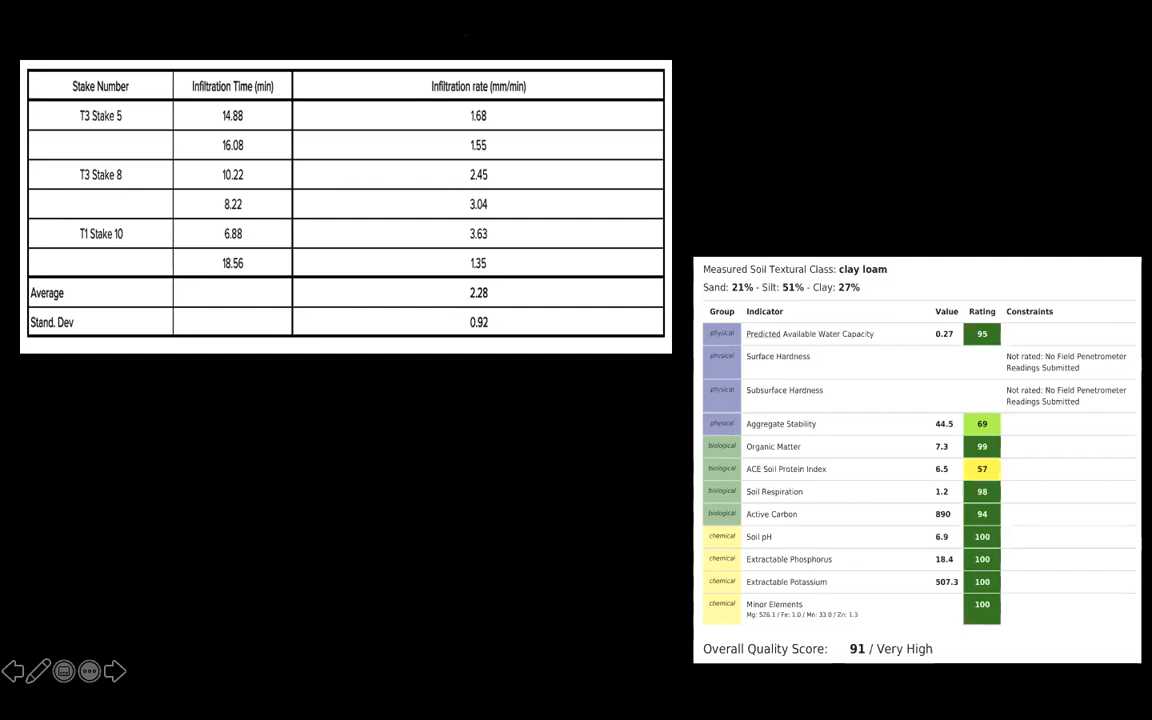 Stake Number Infiltration Time (min) Infiltration rate (mm/min)
T3 Stake 5 14.88 1.68
16.08 1.55
T3 Stake 8 10.22 2.45
8.22 3.04
T1 Stake 10 6.88 3.63
18.56 1.35
Average 2.28
Stand. Dev 0.92
Measured Soil Textural Class: clay loam
Sand: 21% - Silt: 51% - Clay: 27%
Group Indicator Value Rating Constraints
physical Predicted Available Water Capacity 0.27 95
physical Surface Hardness Not rated: No Field Penetrometer
Readings Submitted
physical Subsurface Hardness Not rated: No Field Penetrometer
Readings Submitted
physical Aggregate Stability 44.5 69
biological Organic Matter 7.3 99
biological ACE Soil Protein Index 6.5 57
biological Soil Respiration 1.2 98
biological Active Carbon 890 94
chemical Soil pH 6.9 100
chemical Extractable Phosphorus 18.4 100
chemical Extractable Potassium 507.3 100
chemical Minor Elements 100
Mg: 526.1 / Fe: 1.0 / Mn: 33.0 / Zn: 1.3
Overall Quality Score: 91 / Very High